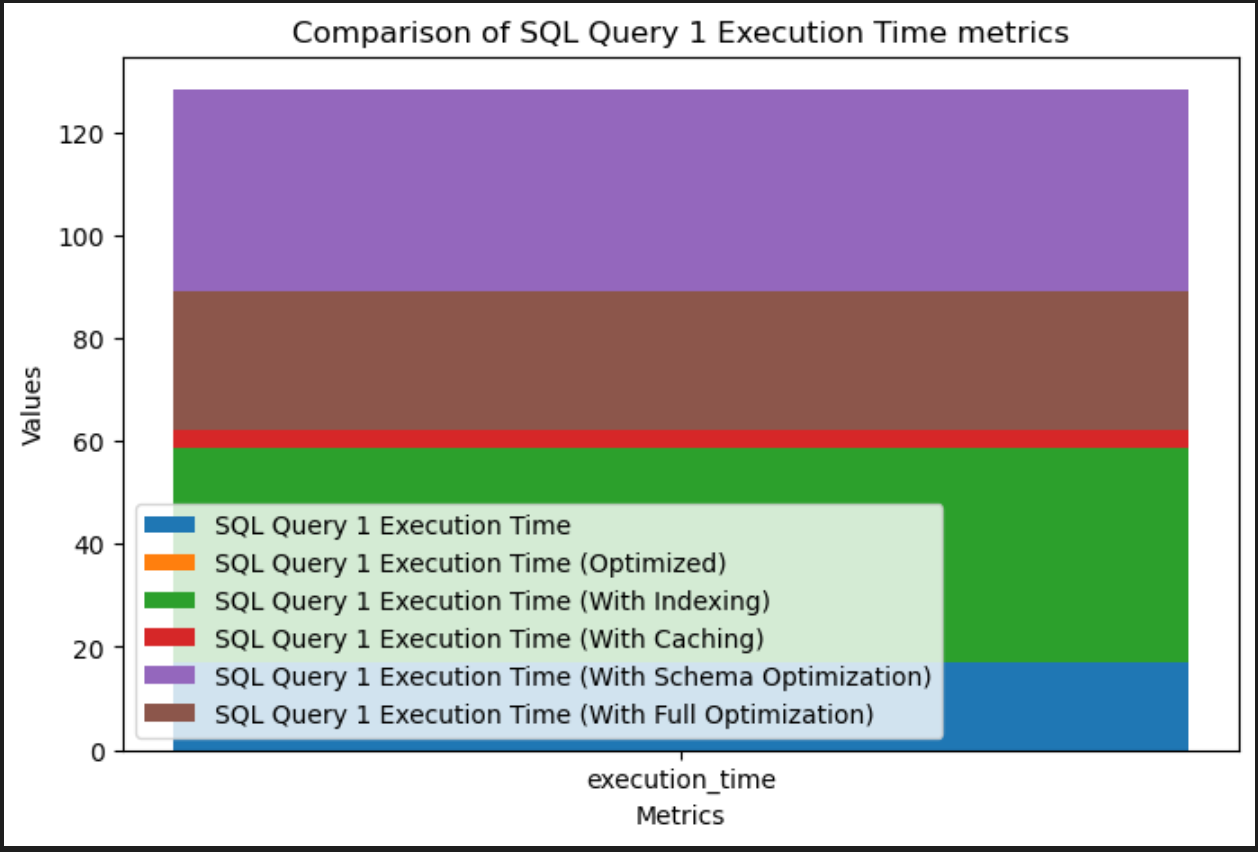 Comparison of SQL Query 1 Execution Time metrics
120
100
80
60
40
20
0
Values
SQL Query 1 Execution Time
SQL Query 1 Execution Time (Optimized)
SQL Query 1 Execution Time (With Indexing)
SQL Query 1 Execution Time (With Caching)
SQL Query 1 Execution Time (With Schema Optimization)
SQL Query 1 Execution Time (With Full Optimization)
execution_time
Metrics